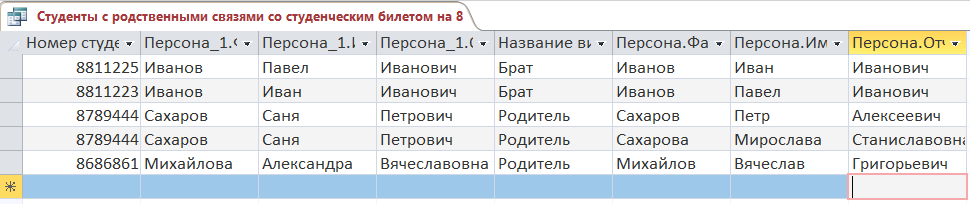 Студенты с родственными связями со студенческим билетом на 8
Номер студе Персона_1.Ф Персона_1.И Персона_1.О Название ви Персона.Фа Персона.Им Персона.Отч
8811225 Иванов Павел Иванович Брат Иванов Иван Иванович
8811223 Иванов Иван Иванович Брат Иванов Павел Иванович
8789444 Сахаров Саня Петрович Родитель Сахаров Петр Алексеевич
8789444 Сахаров Саня Петрович Родитель Сахарова Мирослава Станиславовна
8686861 Михайлова Александра Вячеславовна Родитель Михайлов Вячеслав Григорьевич